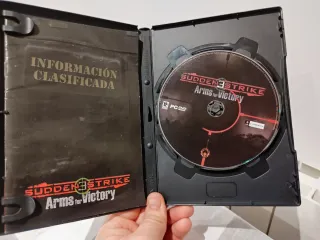 INFORMACIÓN
CLASIFICADA
SUDDEN STRIKE
Arms for Victory
SUDDEN STRIKE
Arms for Victory
PC DVD